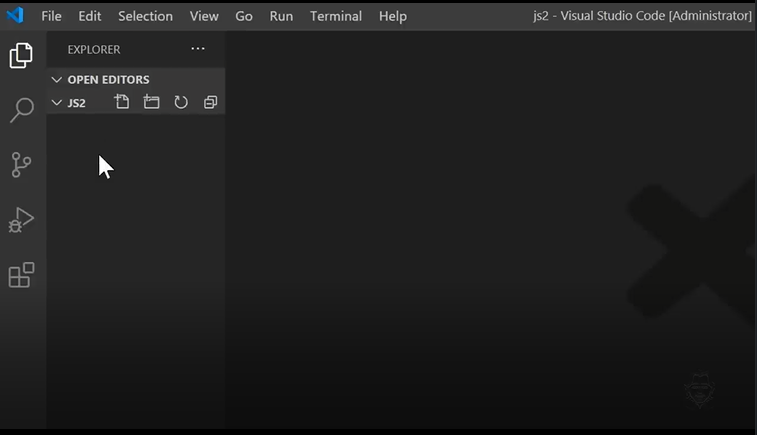 File Edit Selection View Go Run Terminal Help js2 - Visual Studio Code [Administrator]
EXPLORER
OPEN EDITORS
JS2